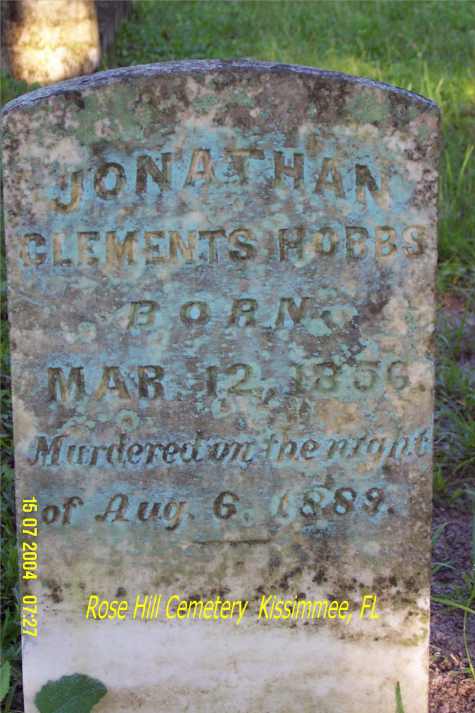 JONATHAN
CLEMENTS HOBBS
BORN
MAR. 12, 1856.
Murdered on the night
of Aug. 6, 1889.
Rose Hill Cemetery Kissimmee, FL
15 07 2004 07:27